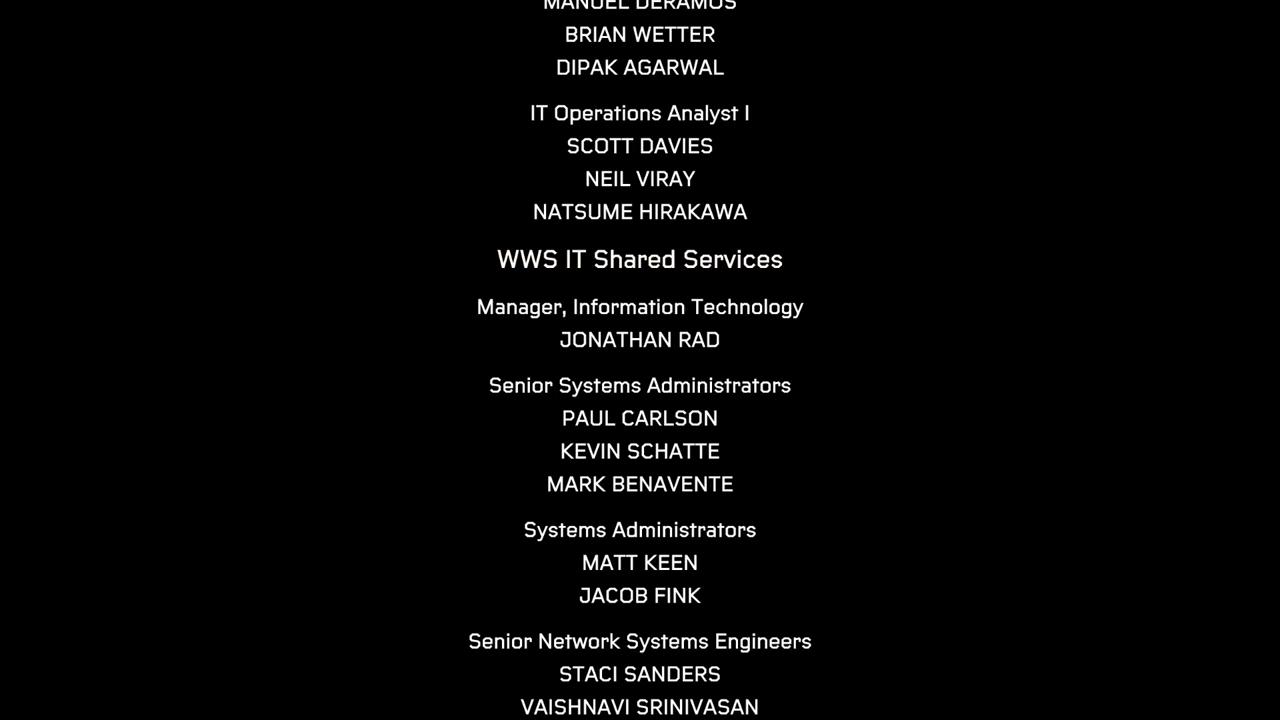 MANUEL DERAMOS
BRIAN WETTER
DIPAK AGARWAL
IT Operations Analyst I
SCOTT DAVIES
NEIL VIRAY
NATSUME HIRAKAWA
WWS IT Shared Services
Manager, Information Technology
JONATHAN RAD
Senior Systems Administrators
PAUL CARLSON
KEVIN SCHATTE
MARK BENAVENTE
Systems Administrators
MATT KEEN
JACOB FINK
Senior Network Systems Engineers
STACI SANDERS
VAISHNAVI SRINIVASAN